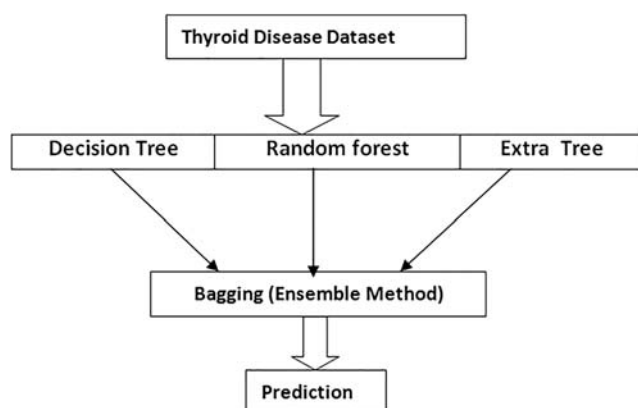 Thyroid Disease Dataset
Decision Tree
Random forest
Extra Tree
Bagging (Ensemble Method)
Prediction